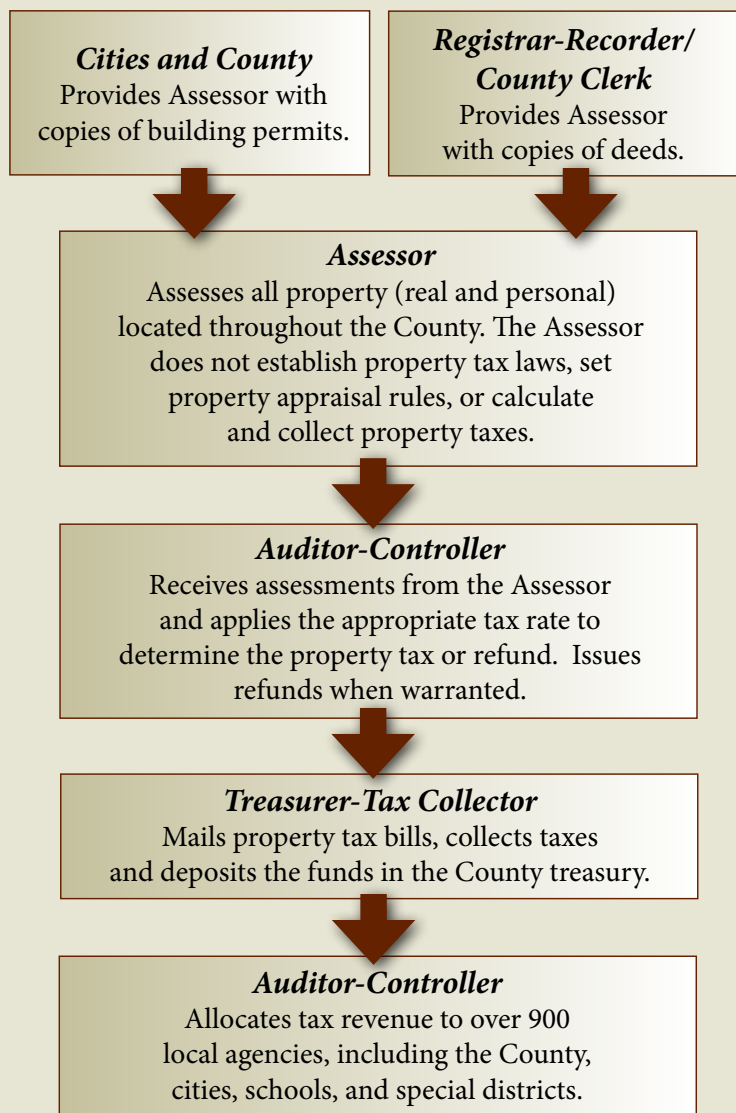 Cities and County
Provides Assessor with
copies of building permits.
Registrar-Recorder/
County Clerk
Provides Assessor
with copies of deeds.
Assessor
Assesses all property (real and personal)
located throughout the County. The Assessor
does not establish property tax laws, set
property appraisal rules, or calculate
and collect property taxes.
Auditor-Controller
Receives assessments from the Assessor
and applies the appropriate tax rate to
determine the property tax or refund.  Issues
refunds when warranted.
Treasurer-Tax Collector
Mails property tax bills, collects taxes
and deposits the funds in the County treasury.
Auditor-Controller
Allocates tax revenue to over 900
local agencies, including the County,
cities, schools, and special districts.